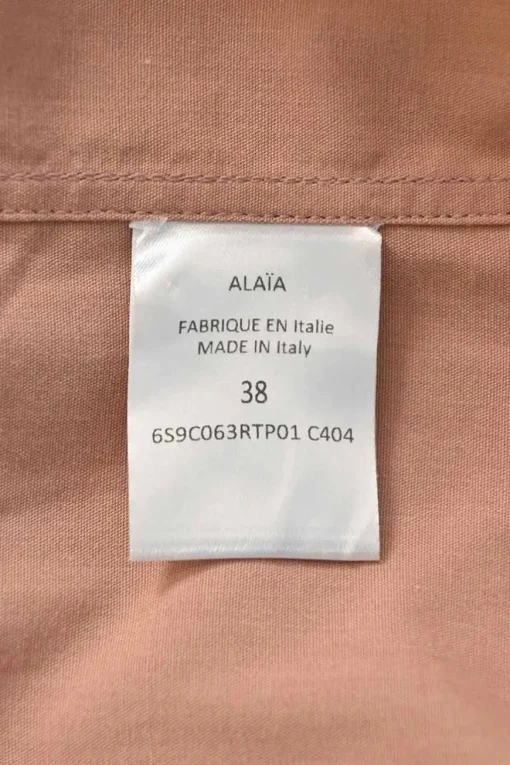 ALAÏA
FABRIQUE EN Italie
MADE IN Italy
38
6S9C063RTP01 C404